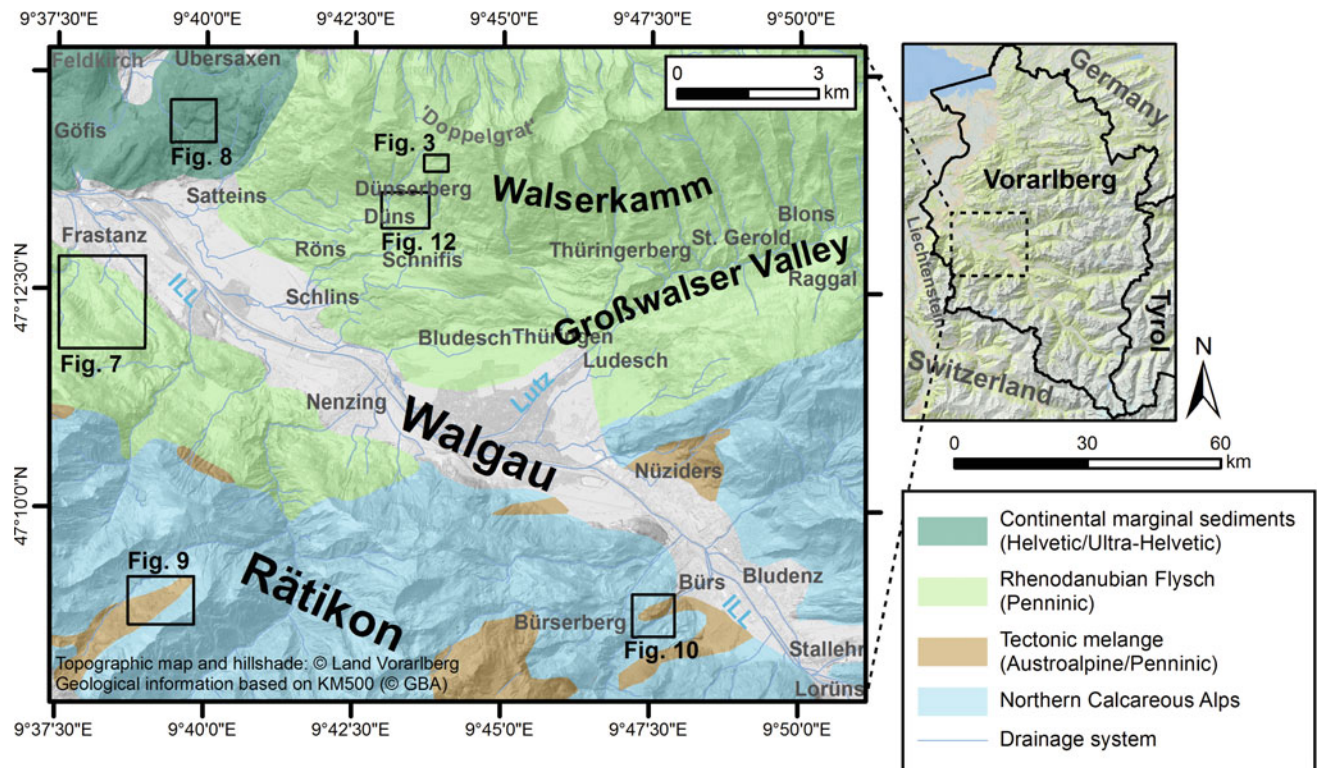 9°37'30"E
9°40'0"E
9°42'30"E
9°45'0"E
9°47'30"E
9°50'0"E
Feldkirch
Übersaxen
0 3
km
Göfis
Fig. 8
'Doppelgrat'
Fig. 3
Satteins
Dünserberg
Walserkamm
Düns
Fig. 12
Blons
Frastanz
Röns
Schnifis
Thüringerberg
St. Gerold
Raggal
Großwalser Valley
47°12'30"N
ILL
Schlins
Bludesch
Thüringen
Ludesch
Fig. 7
Lutz
Nenzing
Walgau
Nüziders
47°10'0"N
Fig. 9
Rätikon
Bürs
Bludenz
ILL
Bürserberg
Fig. 10
Stallehr
Lorüns
Topographic map and hillshade: © Land Vorarlberg
Geological information based on KM500 (© GBA)
9°37'30"E
9°40'0"E
9°42'30"E
9°45'0"E
9°47'30"E
9°50'0"E
Germany
Vorarlberg
Liechtenstein
Tyrol
Switzerland
N
0 30 60
km
Continental marginal sediments
(Helvetic/Ultra-Helvetic)
Rhenodanubian Flysch
(Penninic)
Tectonic melange
(Austroalpine/Penninic)
Northern Calcareous Alps
Drainage system